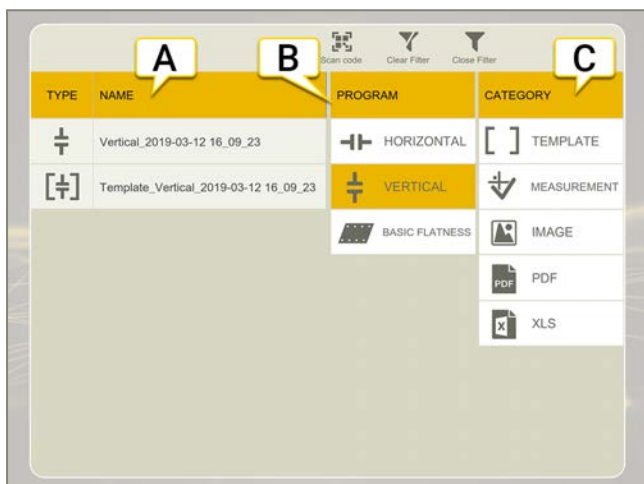 A
B
C
Scan code
Clear Filter
Close Filter
TYPE
NAME
PROGRAM
CATEGORY
Vertical_2019-03-12 16_09_23
HORIZONTAL
TEMPLATE
Template_Vertical_2019-03-12 16_09_23
VERTICAL
MEASUREMENT
BASIC FLATNESS
IMAGE
PDF
PDF
X
XLS